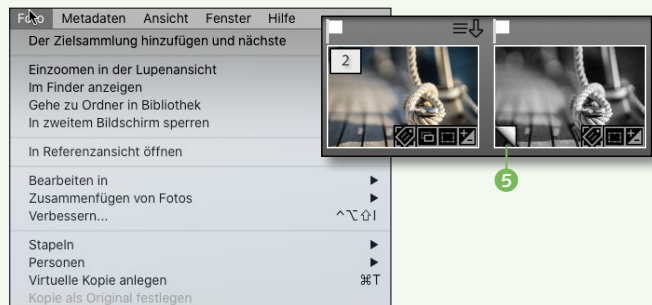 Foto Metadaten Ansicht Fenster Hilfe
Der Zielsammlung hinzufügen und nächste
Einzoomen in der Lupenansicht
Im Finder anzeigen
Gehe zu Ordner in Bibliothek
In zweitem Bildschirm sperren
In Referenzansicht öffnen
Bearbeiten in
Zusammenfügen von Fotos
Verbessern... ^⌥⇧I
Stapeln
Personen
Virtuelle Kopie anlegen ⌘T
Kopie als Original festlegen
2
5